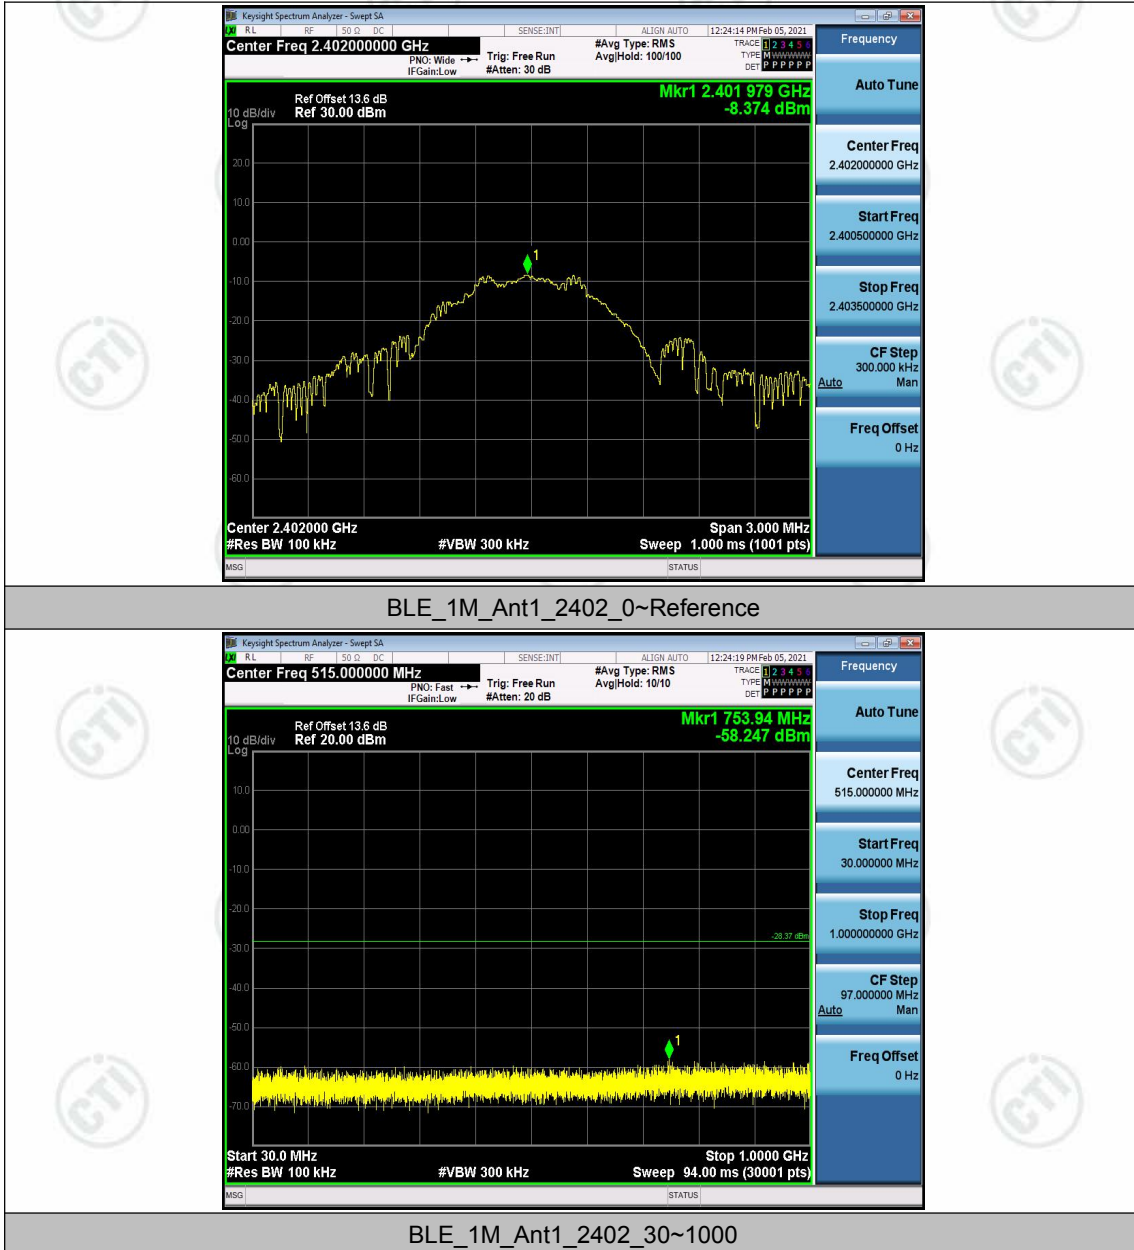 Keysight Spectrum Analyzer - Swept SA
LXI RL RF 50 Ω DC SENSE:INT ALIGN AUTO 12:24:14 PM Feb 05, 2021
Center Freq 2.402000000 GHz
PNO: Wide
IFGain:Low
Trig: Free Run
#Atten: 30 dB
#Avg Type: RMS
Avg|Hold: 100/100
TRACE 1 2 3 4 5 6
TYPE M W W W W W
DET P P P P P P
Frequency
Ref Offset 13.6 dB
10 dB/div Ref 30.00 dBm
Log
Mkr1 2.401 979 GHz
-8.374 dBm
20.0
10.0
0.00
-10.0
-20.0
-30.0
-40.0
-50.0
-60.0
1
Center 2.402000 GHz Span 3.000 MHz
#Res BW 100 kHz #VBW 300 kHz Sweep 1.000 ms (1001 pts)
MSG STATUS
Auto Tune
Center Freq
2.402000000 GHz
Start Freq
2.400500000 GHz
Stop Freq
2.403500000 GHz
CF Step
300.000 kHz
Auto Man
Freq Offset
0 Hz
BLE_1M_Ant1_2402_0~Reference
Keysight Spectrum Analyzer - Swept SA
LXI RL RF 50 Ω DC SENSE:INT ALIGN AUTO 12:24:19 PM Feb 05, 2021
Center Freq 515.000000 MHz
PNO: Fast
IFGain:Low
Trig: Free Run
#Atten: 20 dB
#Avg Type: RMS
Avg|Hold: 10/10
TRACE 1 2 3 4 5 6
TYPE M W W W W W
DET P P P P P P
Frequency
Ref Offset 13.6 dB
10 dB/div Ref 20.00 dBm
Log
Mkr1 753.94 MHz
-58.247 dBm
10.0
0.00
-10.0
-20.0
-28.37 dBm
-30.0
-40.0
-50.0
-60.0
-70.0
1
Start 30.0 MHz Stop 1.0000 GHz
#Res BW 100 kHz #VBW 300 kHz Sweep 94.00 ms (30001 pts)
MSG STATUS
Auto Tune
Center Freq
515.000000 MHz
Start Freq
30.000000 MHz
Stop Freq
1.000000000 GHz
CF Step
97.000000 MHz
Auto Man
Freq Offset
0 Hz
BLE_1M_Ant1_2402_30~1000
CTI
CTI
CTI
CTI
CTI
CTI